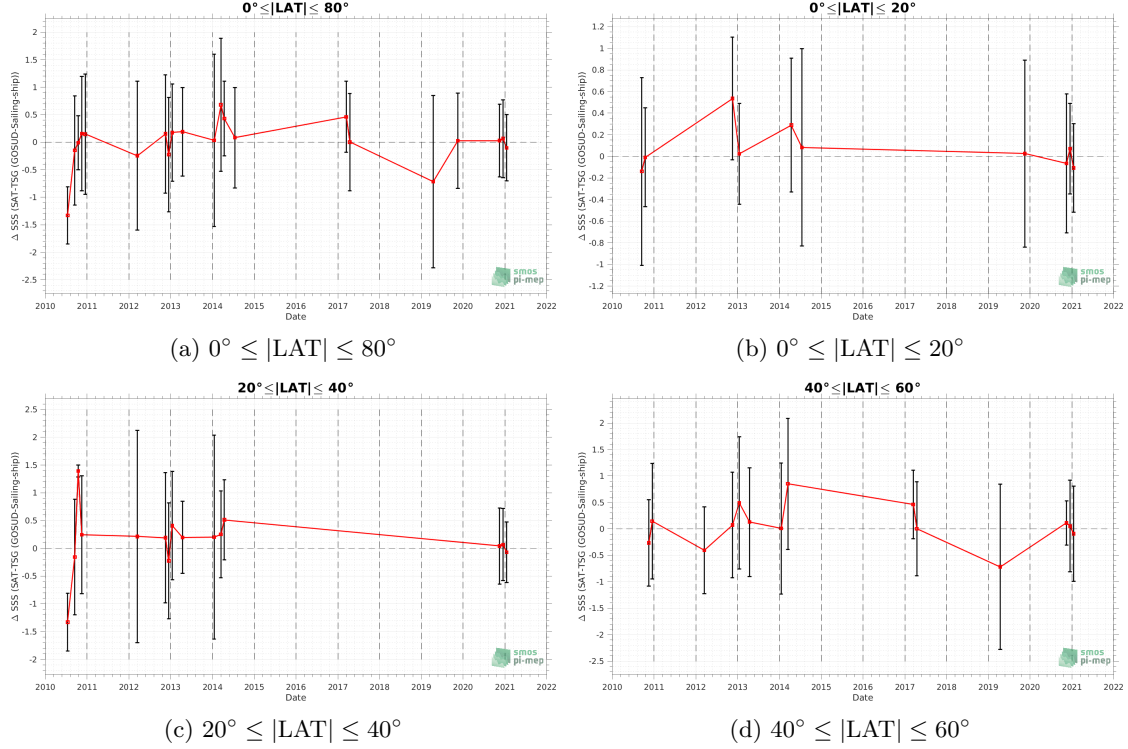 0°≤|LAT|≤ 80°
Δ SSS (SAT-TSG (GOSUD-Sailing-ship))
2
1.5
1
0.5
0
-0.5
-1
-1.5
-2
-2.5
2010 2011 2012 2013 2014 2015 2016 2017 2018 2019 2020 2021 2022
Date
smos
pi-mep
(a) 0° ≤ |LAT| ≤ 80°
0°≤|LAT|≤ 20°
Δ SSS (SAT-TSG (GOSUD-Sailing-ship))
1.2
1
0.8
0.6
0.4
0.2
0
-0.2
-0.4
-0.6
-0.8
-1
-1.2
2010 2011 2012 2013 2014 2015 2016 2017 2018 2019 2020 2021 2022
Date
smos
pi-mep
(b) 0° ≤ |LAT| ≤ 20°
20°≤|LAT|≤ 40°
Δ SSS (SAT-TSG (GOSUD-Sailing-ship))
2.5
2
1.5
1
0.5
0
-0.5
-1
-1.5
-2
2010 2011 2012 2013 2014 2015 2016 2017 2018 2019 2020 2021 2022
Date
smos
pi-mep
(c) 20° ≤ |LAT| ≤ 40°
40°≤|LAT|≤ 60°
Δ SSS (SAT-TSG (GOSUD-Sailing-ship))
2
1.5
1
0.5
0
-0.5
-1
-1.5
-2
-2.5
2010 2011 2012 2013 2014 2015 2016 2017 2018 2019 2020 2021 2022
Date
smos
pi-mep
(d) 40° ≤ |LAT| ≤ 60°